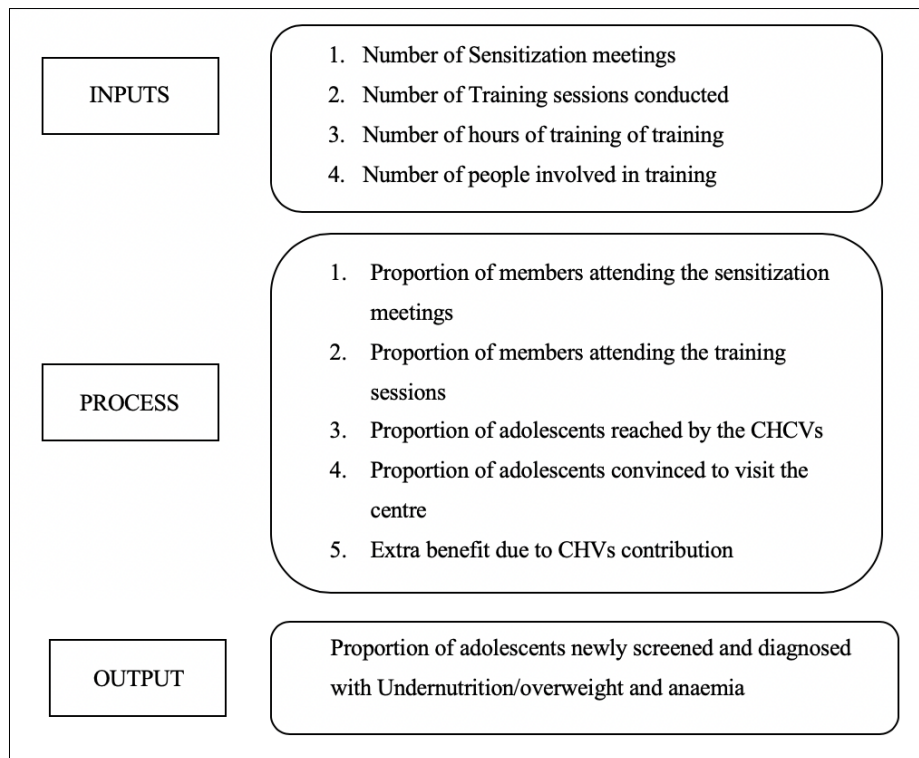 INPUTS
1. Number of Sensitization meetings
2. Number of Training sessions conducted
3. Number of hours of training of training
4. Number of people involved in training
PROCESS
1. Proportion of members attending the sensitization
meetings
2. Proportion of members attending the training
sessions
3. Proportion of adolescents reached by the CHCVs
4. Proportion of adolescents convinced to visit the
centre
5. Extra benefit due to CHVs contribution
OUTPUT
Proportion of adolescents newly screened and diagnosed
with Undernutrition/overweight and anaemia